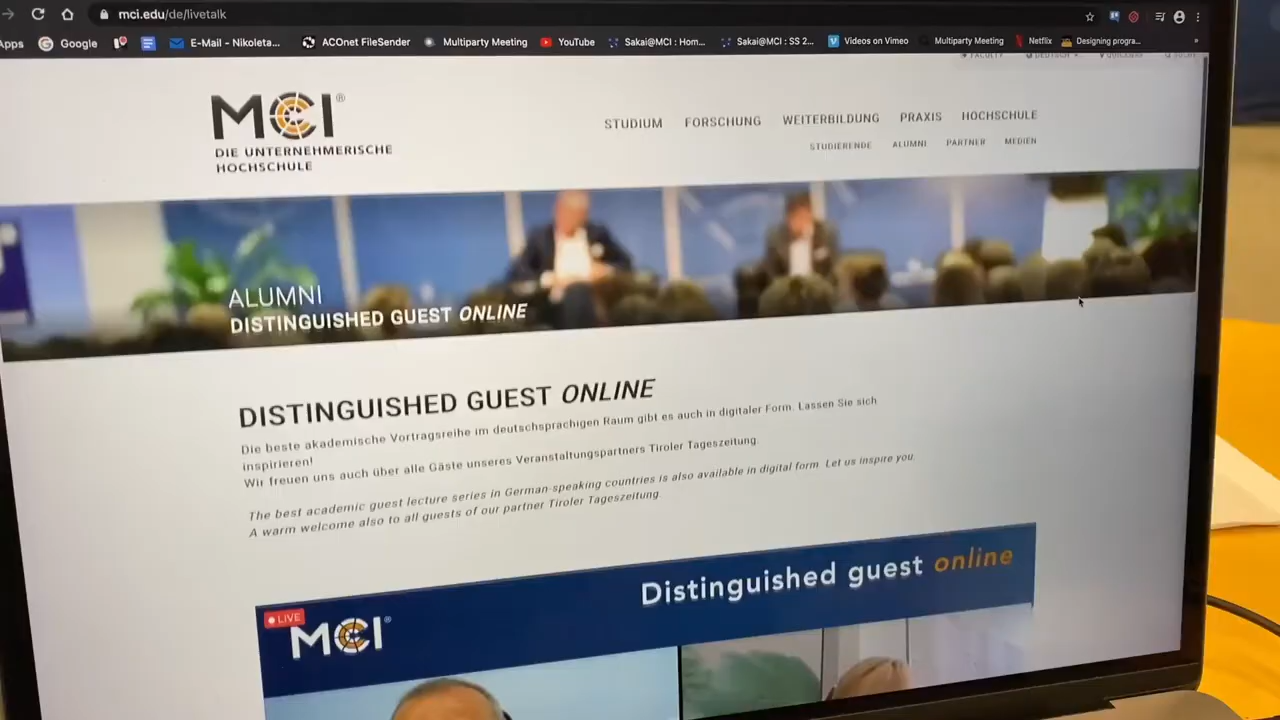 mci.edu/de/livetalk
Apps
Google
E-Mail - Nikoleta...
ACOnet FileSender
Multiparty Meeting
YouTube
Sakai@MCI : Hom...
Sakai@MCI : SS 2...
Videos on Vimeo
Multiparty Meeting
Netflix
Designing progra...
»
MCI®
DIE UNTERNEHMERISCHE
HOCHSCHULE
STUDIUM FORSCHUNG WEITERBILDUNG PRAXIS HOCHSCHULE
STUDIERENDE ALUMNI PARTNER MEDIEN
ALUMNI
DISTINGUISHED GUEST ONLINE
DISTINGUISHED GUEST ONLINE
Die beste akademische Vortragsreihe im deutschsprachigen Raum gibt es auch in digitaler Form. Lassen Sie sich
inspirieren!
Wir freuen uns auch über alle Gäste unseres Veranstaltungspartners Tiroler Tageszeitung.
The best academic guest lecture series in German-speaking countries is also available in digital form. Let us inspire you.
A warm welcome also to all guests of our partner Tiroler Tageszeitung.
Distinguished guest online
LIVE
MCI®